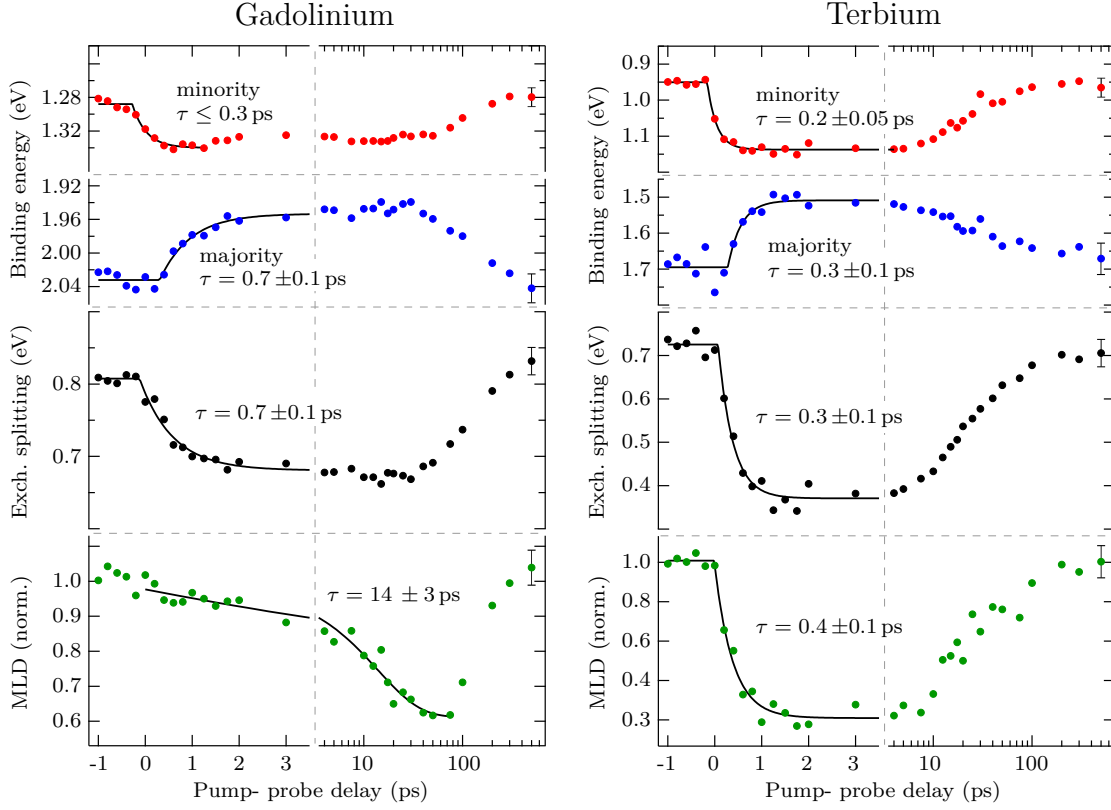 Gadolinium
Terbium
Binding energy (eV)
1.28
1.32
minority
τ ≤ 0.3 ps
1.92
1.96
2.00
2.04
majority
τ = 0.7 ±0.1 ps
Exch. splitting (eV)
0.8
0.7
τ = 0.7 ±0.1 ps
MLD (norm.)
1.0
0.9
0.8
0.7
0.6
τ = 14 ± 3 ps
-1 0 1 2 3 10 100
Pump- probe delay (ps)
Binding energy (eV)
0.9
1.0
1.1
minority
τ = 0.2 ±0.05 ps
1.5
1.6
1.7
majority
τ = 0.3 ±0.1 ps
Exch. splitting (eV)
0.7
0.6
0.5
0.4
τ = 0.3 ±0.1 ps
MLD (norm.)
1.0
0.8
0.6
0.4
0.3
τ = 0.4 ±0.1 ps
-1 0 1 2 3 10 100
Pump- probe delay (ps)